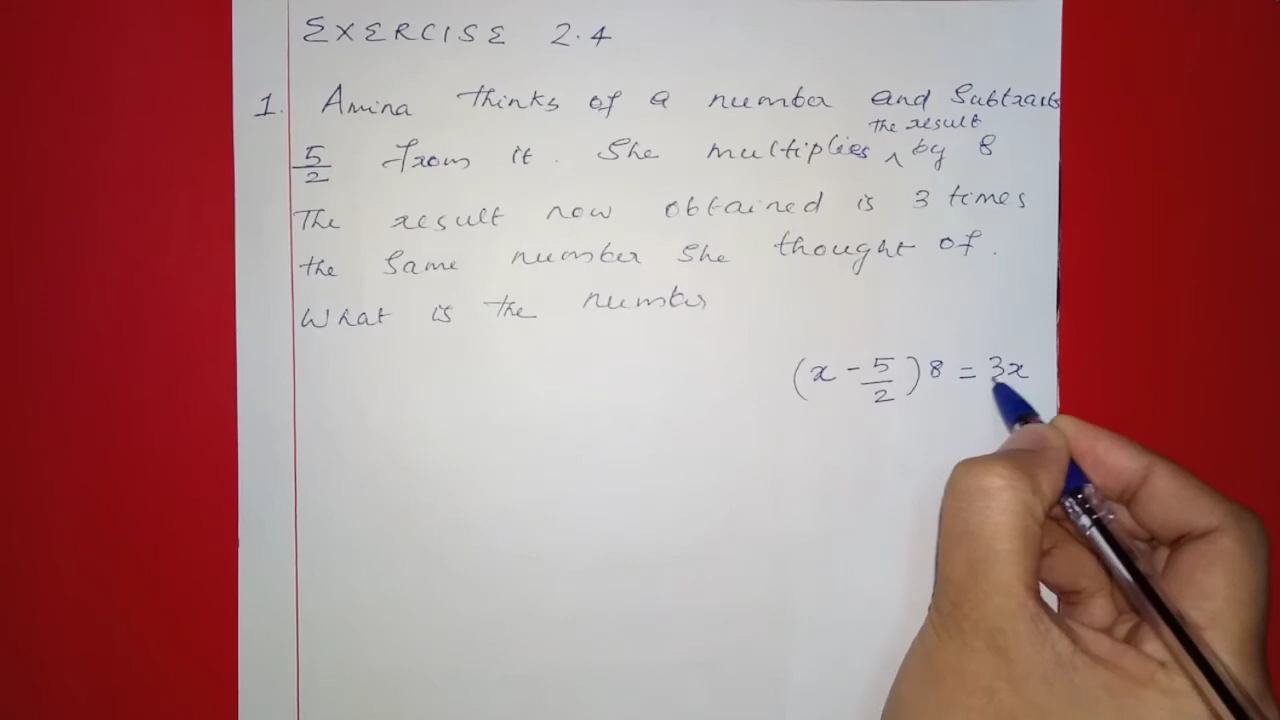 EXERCISE 2.4
1. Amina thinks of a number and Subtracts
the result
5/2 from it. She multiplies ^ by 8
The result now obtained is 3 times
the same number she thought of.
What is the number
(x - 5/2) 8 = 3x